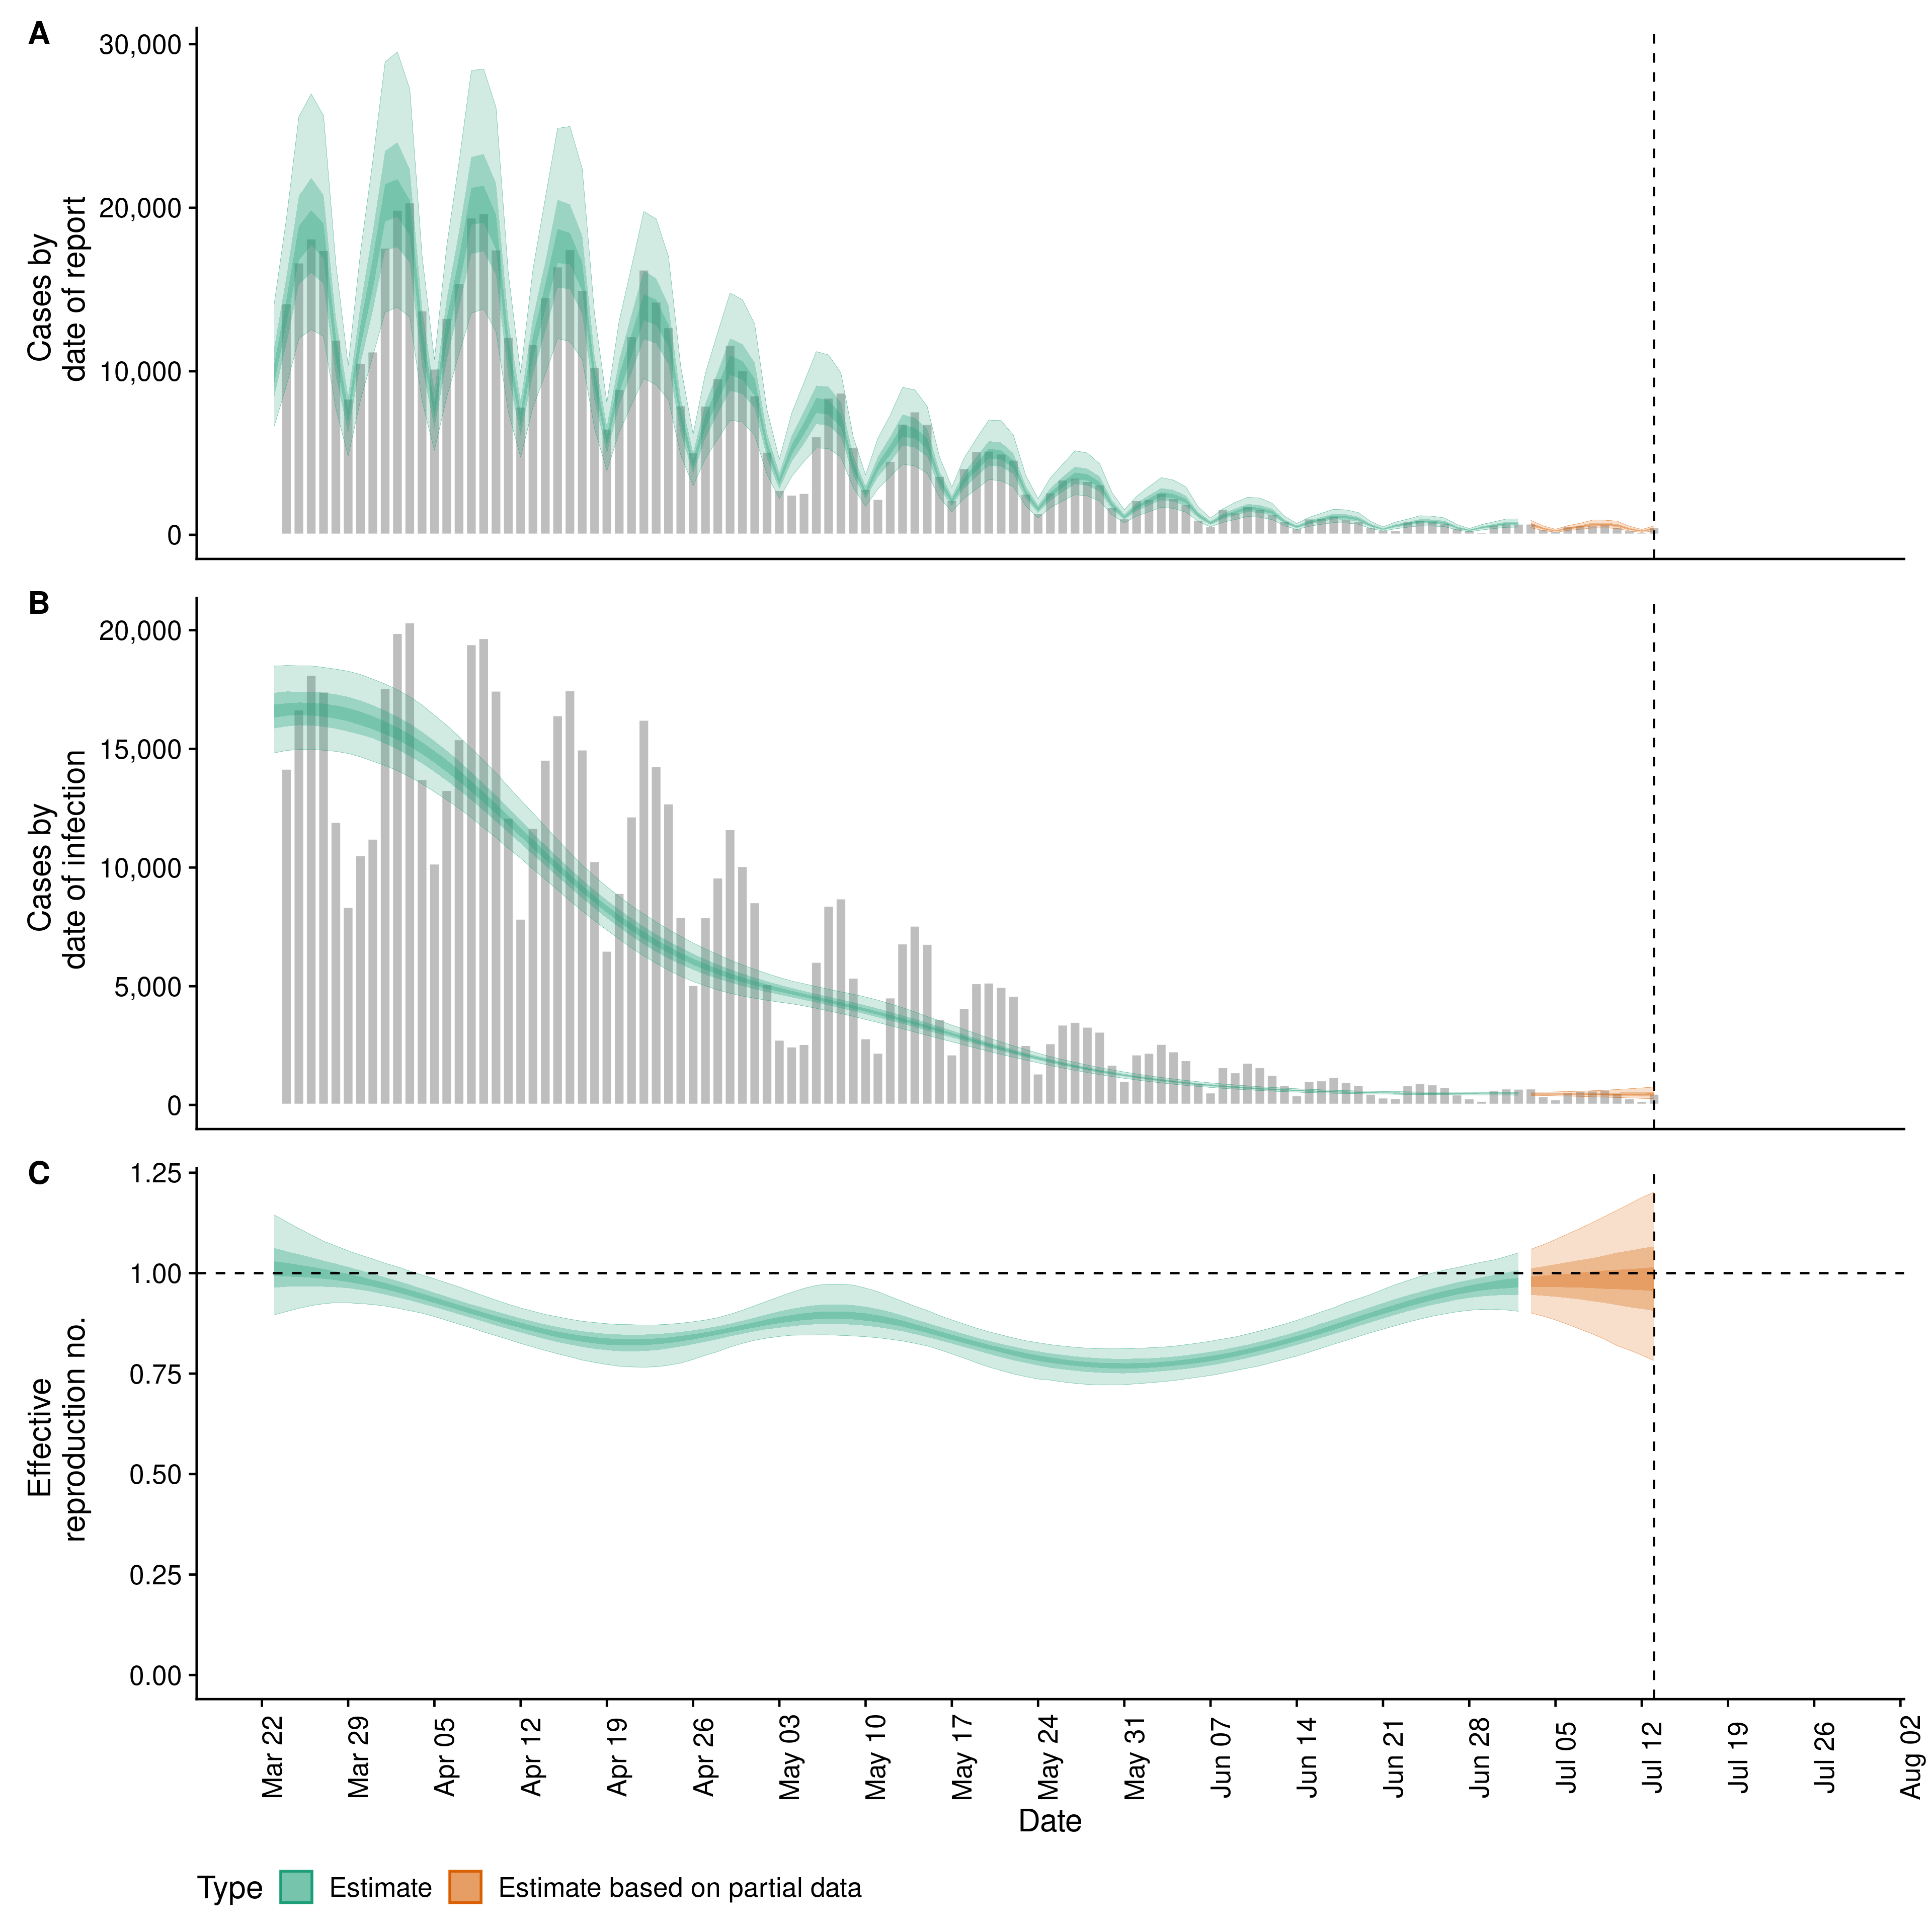 A
Cases by
date of report
30,000
20,000
10,000
0
B
Cases by
date of infection
20,000
15,000
10,000
5,000
0
C
Effective
reproduction no.
1.25
1.00
0.75
0.50
0.25
0.00
Mar 22
Mar 29
Apr 05
Apr 12
Apr 19
Apr 26
May 03
May 10
May 17
May 24
May 31
Jun 07
Jun 14
Jun 21
Jun 28
Jul 05
Jul 12
Jul 19
Jul 26
Aug 02
Date
Type Estimate Estimate based on partial data